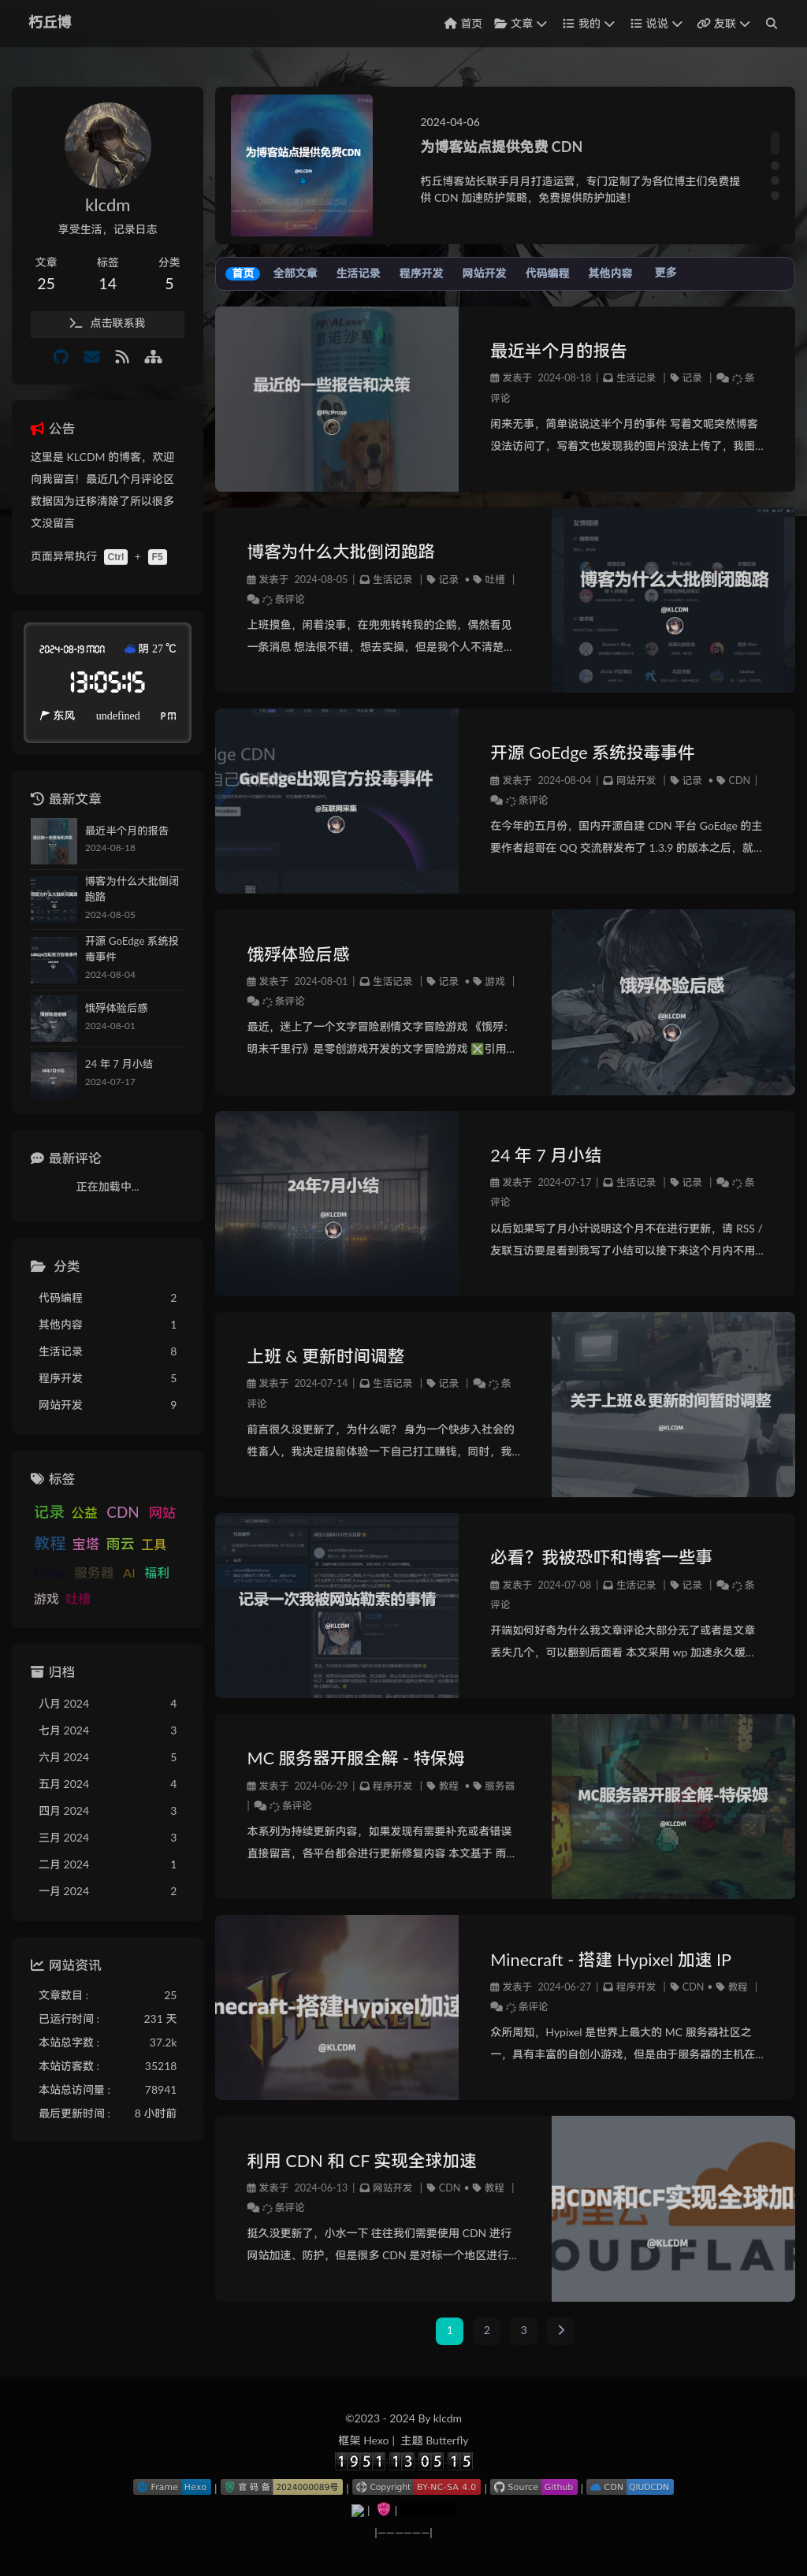 朽丘博
首页 文章 我的 说说 友联
klcdm
享受生活，记录日志
文章 标签 分类
25 14 5
点击联系我
公告
这里是 KLCDM 的博客，欢迎
向我留言！最近几个月评论区
数据因为迁移清除了所以很多
文没留言
页面异常执行 Ctrl + F5
2024-08-19 MON 阴 27 ℃
13:05:15
东风 undefined PM
最新文章
最近半个月的报告
2024-08-18
博客为什么大批倒闭
跑路
2024-08-05
开源 GoEdge 系统投
毒事件
2024-08-04
饿殍体验后感
2024-08-01
24 年 7 月小结
2024-07-17
最新评论
正在加载中...
分类
代码编程 2
其他内容 1
生活记录 8
程序开发 5
网站开发 9
标签
记录 公益 CDN 网站
教程 宝塔 雨云 工具
服务器 AI 福利
游戏 吐槽
归档
八月 2024 4
七月 2024 3
六月 2024 5
五月 2024 4
四月 2024 3
三月 2024 3
二月 2024 1
一月 2024 2
网站资讯
文章数目 : 25
已运行时间 : 231 天
本站总字数 : 37.2k
本站访客数 : 35218
本站总访问量 : 78941
最后更新时间 : 8 小时前
为博客站点提供免费CDN
@KLCDM
2024-04-06
为博客站点提供免费 CDN
朽丘博客站长联手月月打造运营，专门定制了为各位博主们免费提
供 CDN 加速防护策略，免费提供防护加速！
首页 全部文章 生活记录 程序开发 网站开发 代码编程 其他内容 更多
最近的一些报告和决策
@PicProse
最近半个月的报告
发表于 2024-08-18 | 生活记录 | 记录 | 条
评论
闲来无事，简单说说这半个月的事件 写着文呢突然博客
没法访问了，写着文也发现我的图片没法上传了，我图...
博客为什么大批倒闭跑路
发表于 2024-08-05 | 生活记录 | 记录 • 吐槽 |
条评论
上班摸鱼，闲着没事，在兜兜转转我的企鹅，偶然看见
一条消息 想法很不错，想去实操，但是我个人不清楚...
博客为什么大批倒闭跑路
@KLCDM
GoEdge出现官方投毒事件
@互联网采集
开源 GoEdge 系统投毒事件
发表于 2024-08-04 | 网站开发 | 记录 • CDN |
条评论
在今年的五月份，国内开源自建 CDN 平台 GoEdge 的主
要作者超哥在 QQ 交流群发布了 1.3.9 的版本之后，就...
饿殍体验后感
发表于 2024-08-01 | 生活记录 | 记录 • 游戏 |
条评论
最近，迷上了一个文字冒险剧情文字冒险游戏 《饿殍：
明末千里行》是零创游戏开发的文字冒险游戏 ❎引用...
饿殍体验后感
@KLCDM
24年7月小结
@KLCDM
24 年 7 月小结
发表于 2024-07-17 | 生活记录 | 记录 | 条
评论
以后如果写了月小计说明这个月不在进行更新，请 RSS /
友联互访要是看到我写了小结可以接下来这个月内不用...
上班 & 更新时间调整
发表于 2024-07-14 | 生活记录 | 记录 | 条
评论
前言很久没更新了，为什么呢？ 身为一个快步入社会的
牲畜人，我决定提前体验一下自己打工赚钱，同时，我...
关于上班&更新时间暂时调整
@KLCDM
记录一次我被网暴勒索的事情
@KLCDM
必看？我被恐吓和博客一些事
发表于 2024-07-08 | 生活记录 | 记录 | 条
评论
开端如何好奇为什么我文章评论大部分无了或者是文章
丢失几个，可以翻到后面看 本文采用 wp 加速永久缓...
MC 服务器开服全解 - 特保姆
发表于 2024-06-29 | 程序开发 | 教程 • 服务器
| 条评论
本系列为持续更新内容，如果发现有需要补充或者错误
直接留言，各平台都会进行更新修复内容 本文基于 雨...
MC服务器开服全解-特保姆
@KLCDM
necraft-搭建Hypixel加速
@KLCDM
Minecraft - 搭建 Hypixel 加速 IP
发表于 2024-06-27 | 程序开发 | CDN • 教程 |
条评论
众所周知，Hypixel 是世界上最大的 MC 服务器社区之
一，具有丰富的自创小游戏，但是由于服务器的主机在...
利用 CDN 和 CF 实现全球加速
发表于 2024-06-13 | 网站开发 | CDN • 教程 |
条评论
挺久没更新了，小水一下 往往我们需要使用 CDN 进行
网站加速、防护，但是很多 CDN 是对标一个地区进行...
用CDN和CF实现全球加
@KLCDM
1 2 3
©2023 - 2024 By klcdm
框架 Hexo | 主题 Butterfly
1951 13 05 15
Frame Hexo | 官码备 2024000089号 | Copyright BY-NC-SA 4.0 | Source Github | CDN QIUDCDN
| |
|——————|